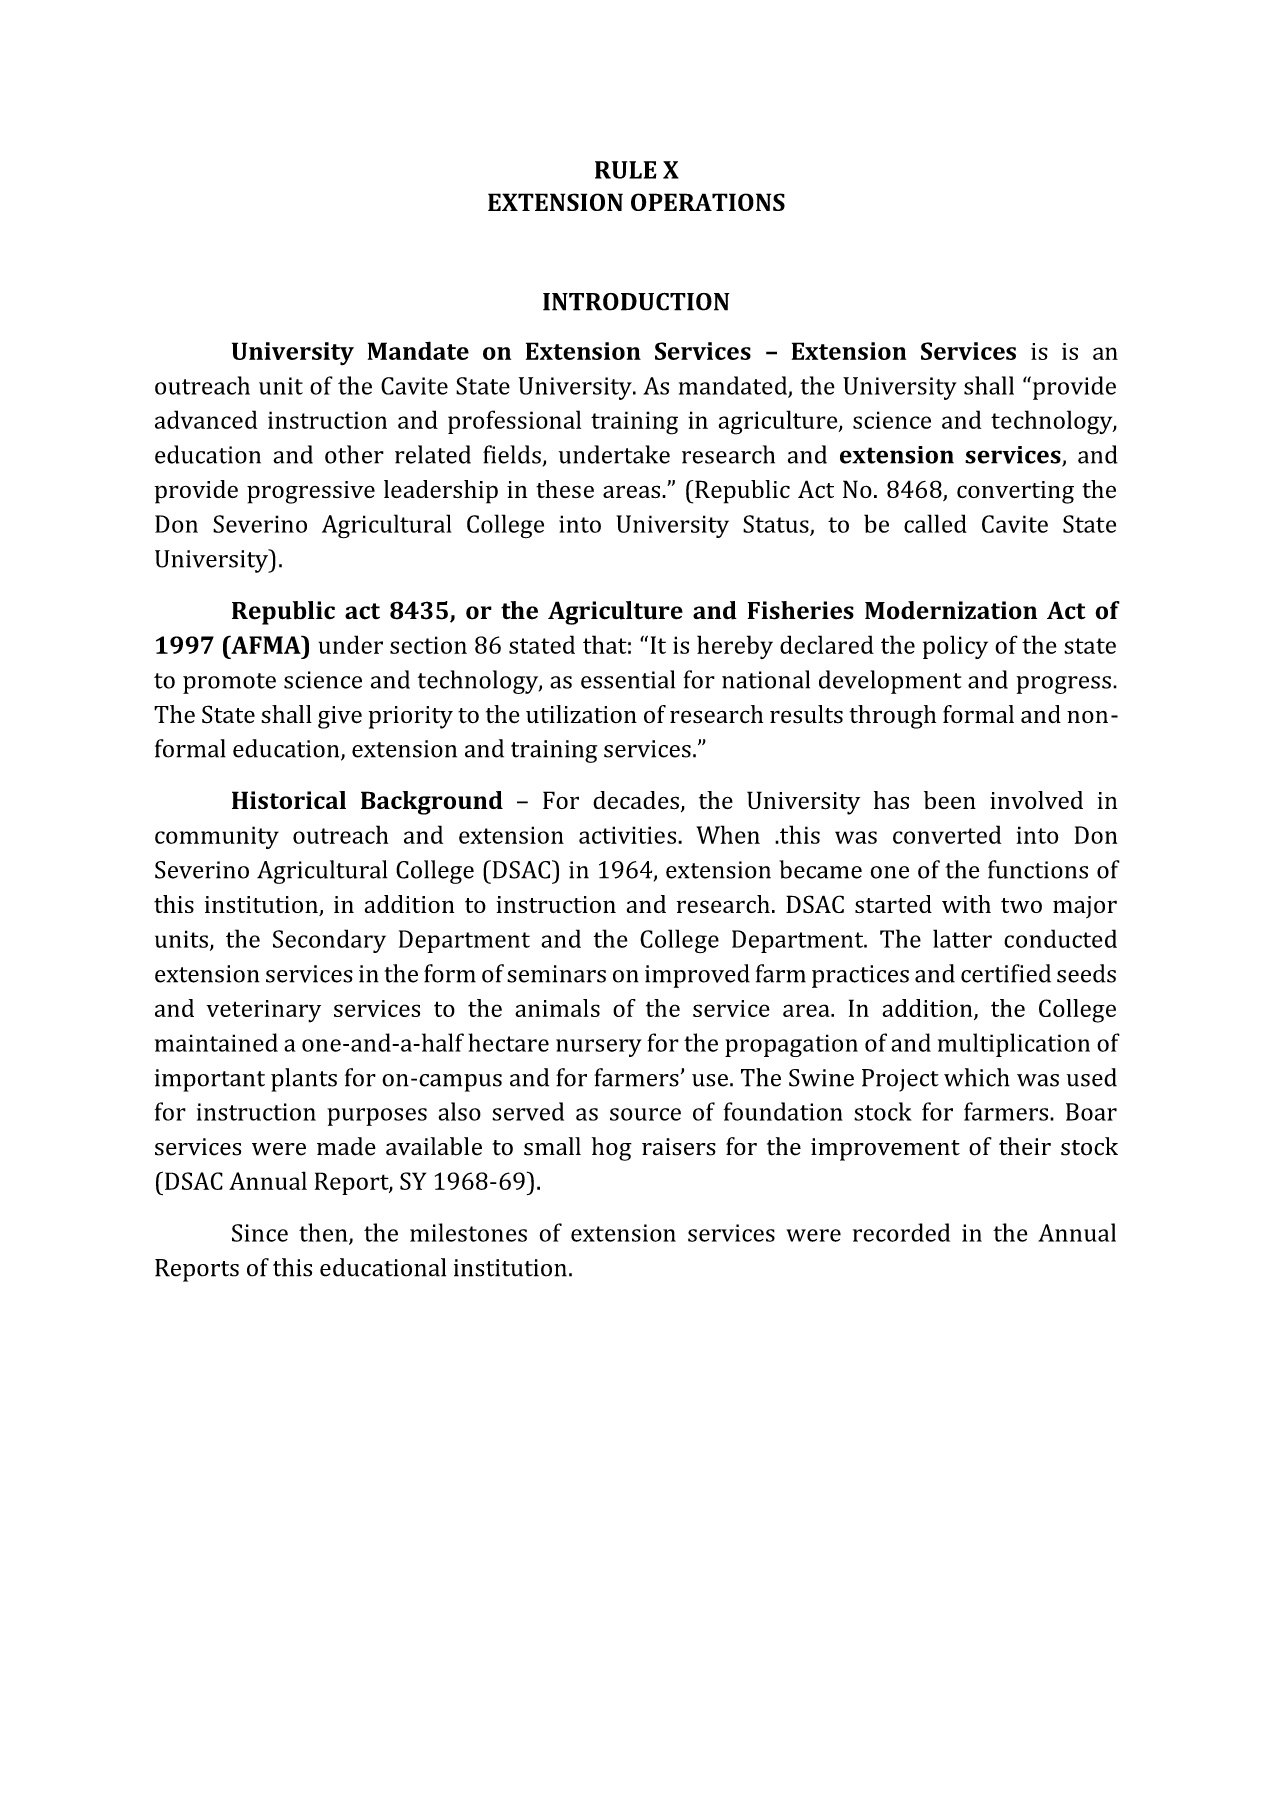 RULE X
EXTENSION OPERATIONS
INTRODUCTION
University Mandate on Extension Services – Extension Services is is an
outreach unit of the Cavite State University. As mandated, the University shall “provide
advanced instruction and professional training in agriculture, science and technology,
education and other related fields, undertake research and extension services, and
provide progressive leadership in these areas.” (Republic Act No. 8468, converting the
Don Severino Agricultural College into University Status, to be called Cavite State
University).
Republic act 8435, or the Agriculture and Fisheries Modernization Act of
1997 (AFMA) under section 86 stated that: “It is hereby declared the policy of the state
to promote science and technology, as essential for national development and progress.
The State shall give priority to the utilization of research results through formal and non-
formal education, extension and training services.”
Historical Background – For decades, the University has been involved in
community outreach and extension activities. When .this was converted into Don
Severino Agricultural College (DSAC) in 1964, extension became one of the functions of
this institution, in addition to instruction and research. DSAC started with two major
units, the Secondary Department and the College Department. The latter conducted
extension services in the form of seminars on improved farm practices and certified seeds
and veterinary services to the animals of the service area. In addition, the College
maintained a one-and-a-half hectare nursery for the propagation of and multiplication of
important plants for on-campus and for farmers’ use. The Swine Project which was used
for instruction purposes also served as source of foundation stock for farmers. Boar
services were made available to small hog raisers for the improvement of their stock
(DSAC Annual Report, SY 1968-69).
Since then, the milestones of extension services were recorded in the Annual
Reports of this educational institution.